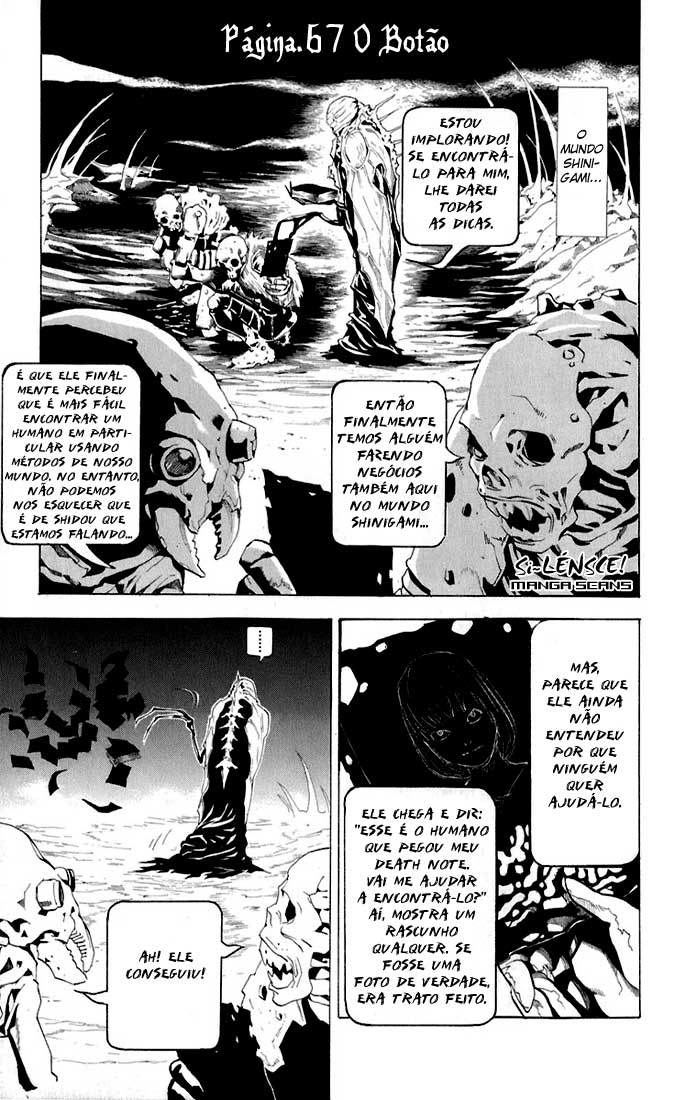 Página.67 O Botão
O
MUNDO
SHINI-
GAMI...
ESTOU
IMPLORANDO!
SE ENCONTRÁ-
LO PARA MIM,
LHE DAREI
TODAS
AS DICAS.
ENTÃO
FINALMENTE
TEMOS ALGUÉM
FAZENDO
NEGÓCIOS
TAMBÉM AQUI
NO MUNDO
SHINIGAMI...
É QUE ELE FINAL-
MENTE PERCEBEU
QUE É MAIS FÁCIL
ENCONTRAR UM
HUMANO EM PARTI-
CULAR USANDO
MÉTODOS DE NOSSO
MUNDO. NO ENTANTO,
NÃO PODEMOS
NOS ESQUECER QUE
É DE SHIDOU QUE
ESTAMOS FALANDO...
Si-LÉNSCE!
MANGA SCANS
MAS,
PARECE QUE
ELE AINDA
NÃO
ENTENDEU
POR QUE
NINGUÉM
QUER
AJUDÁ-LO.
ELE CHEGA E DIZ:
"ESSE É O HUMANO
QUE PEGOU MEU
DEATH NOTE.
VAI ME AJUDAR
A ENCONTRÁ-LO?"
AÍ, MOSTRA UM
RASCUNHO
QUALQUER. SE
FOSSE UMA
FOTO DE VERDADE,
ERA TRATO FEITO.
......
AH! ELE
CONSEGUIU!